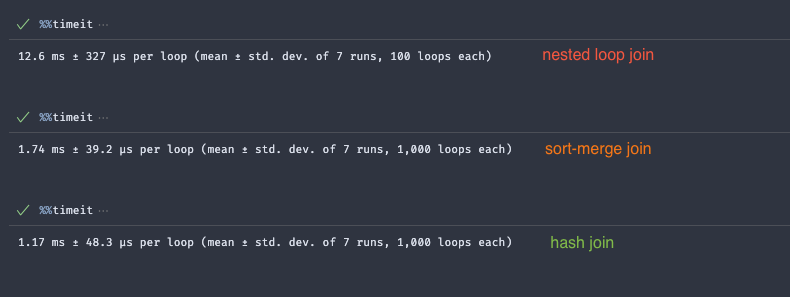 %%timeit ...
12.6 ms ± 327 µs per loop (mean ± std. dev. of 7 runs, 100 loops each) nested loop join
%%timeit ...
1.74 ms ± 39.2 µs per loop (mean ± std. dev. of 7 runs, 1,000 loops each) sort-merge join
%%timeit ...
1.17 ms ± 48.3 µs per loop (mean ± std. dev. of 7 runs, 1,000 loops each) hash join